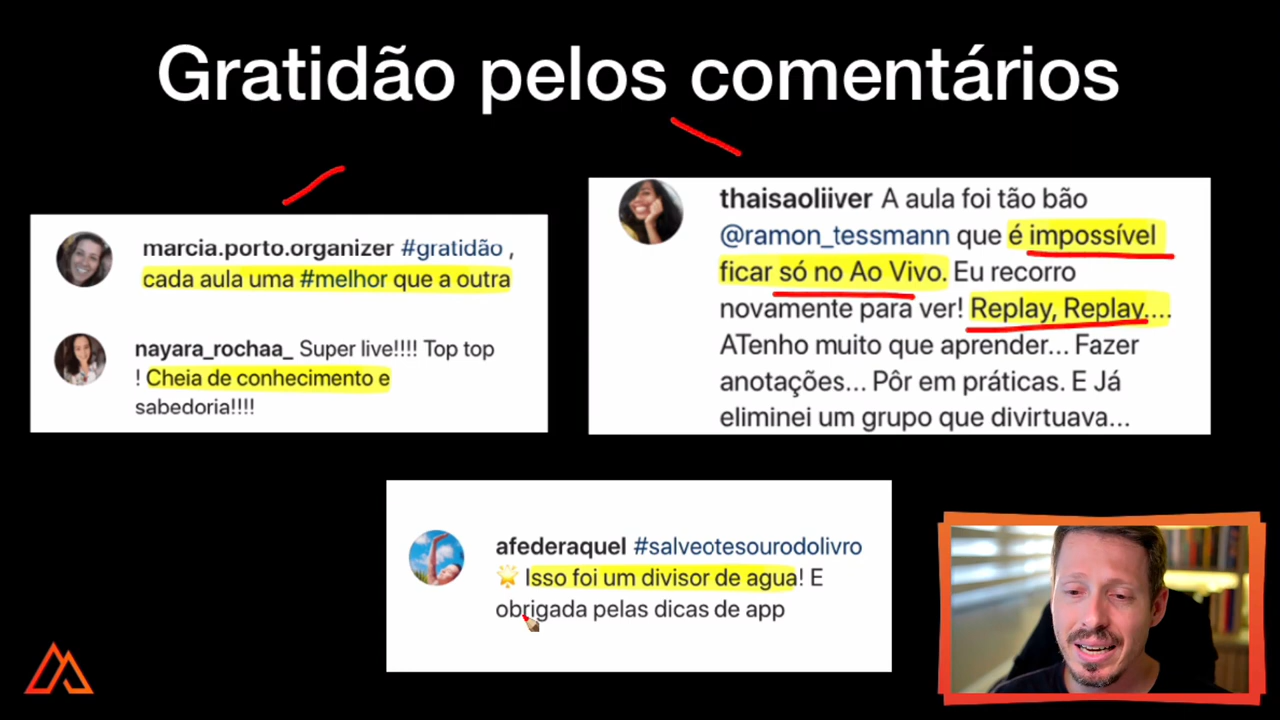 Gratidão pelos comentários
marcia.porto.organizer #gratidão ,
cada aula uma #melhor que a outra
nayara_rochaa_ Super live!!!! Top top
! Cheia de conhecimento e
sabedoria!!!!
thaisaoliiver A aula foi tão bão
@ramon_tessmann que é impossível
ficar só no Ao Vivo. Eu recorro
novamente para ver! Replay, Replay....
ATenho muito que aprender... Fazer
anotações... Pôr em práticas. E Já
eliminei um grupo que divirtuava...
afederaquel #salveotesourodolivro
🌟 Isso foi um divisor de agua! E
obrigada pelas dicas de app